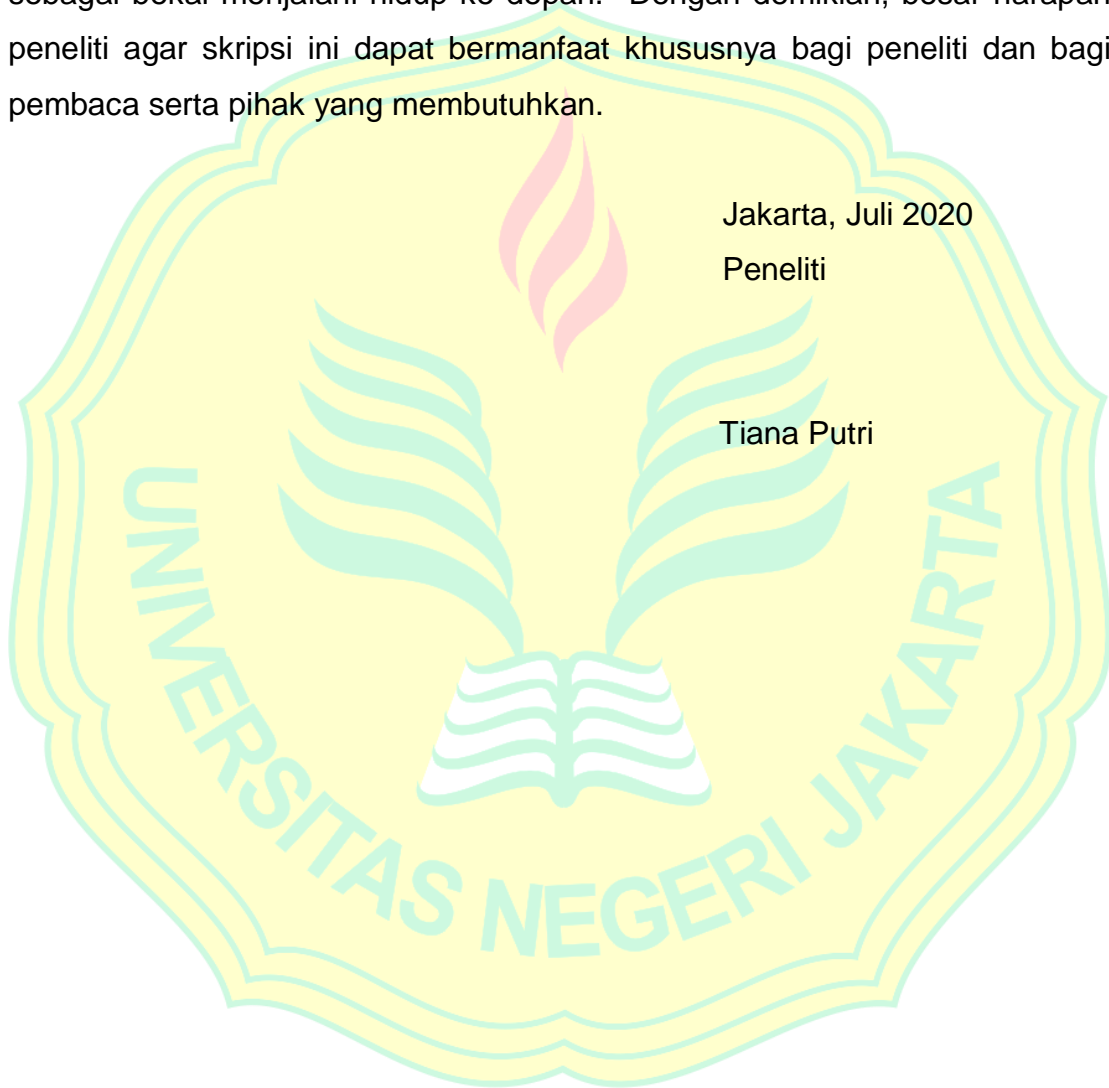 sebagai bekal menjalani hidup ke depan. Dengan demikian, besar harapan
peneliti agar skripsi ini dapat bermanfaat khususnya bagi peneliti dan bagi
pembaca serta pihak yang membutuhkan.
Jakarta, Juli 2020
Peneliti
Tiana Putri
UNIVERSITAS NEGERI JAKARTA